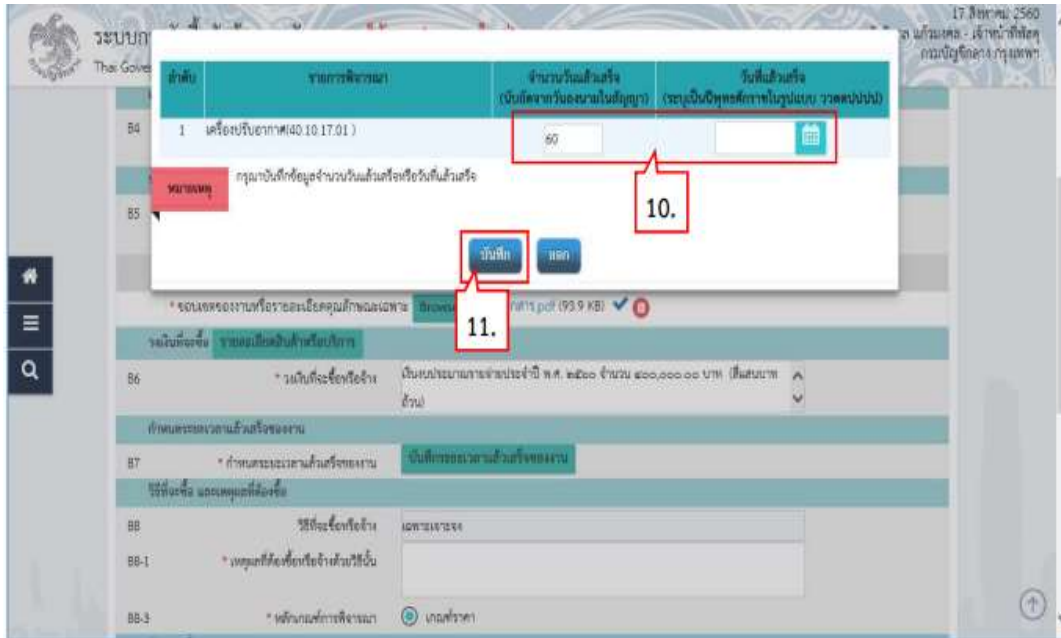 17 สิงหาคม 2560
แก้วมงคล - เจ้าหน้าที่พัสดุ
กรมบัญชีกลาง กรุงเทพฯ
ระบบก
Thai Gover
ลำดับ รายการพิจารณา จำนวนวันแล้วเสร็จ วันที่แล้วเสร็จ
(นับถัดจากวันลงนามในสัญญา) (ระบุเป็นปีพุทธศักราชในรูปแบบ ววดดปปปป)
B4 1 เครื่องปรับอากาศ(40.10.17.01 ) 60
กรุณาบันทึกข้อมูลจำนวนวันแล้วเสร็จหรือวันที่แล้วเสร็จ
หมายเหตุ
B5 10.
บันทึก ออก
* ขอบเขตของงานหรือรายละเอียดคุณลักษณะเฉพาะ Browse กสาร.pdf (93.9 KB)
11.
วงเงินที่จะซื้อ รายละเอียดสินค้าหรือบริการ
B6 * วงเงินที่จะซื้อหรือจ้าง เงินงบประมาณรายจ่ายประจำปี พ.ศ. ๒๕๖๐ จำนวน ๔๐๐,๐๐๐.๐๐ บาท (สี่แสนบาท
ถ้วน)
กำหนดระยะเวลาแล้วเสร็จของงาน
B7 * กำหนดระยะเวลาแล้วเสร็จของงาน บันทึกระยะเวลาแล้วเสร็จของงาน
วิธีที่จะซื้อ และเหตุผลที่ต้องซื้อ
B8 วิธีที่จะซื้อหรือจ้าง เฉพาะเจาะจง
B8-1 * เหตุผลที่ต้องซื้อหรือจ้างด้วยวิธีนั้น
B8-3 * หลักเกณฑ์การพิจารณา เกณฑ์ราคา